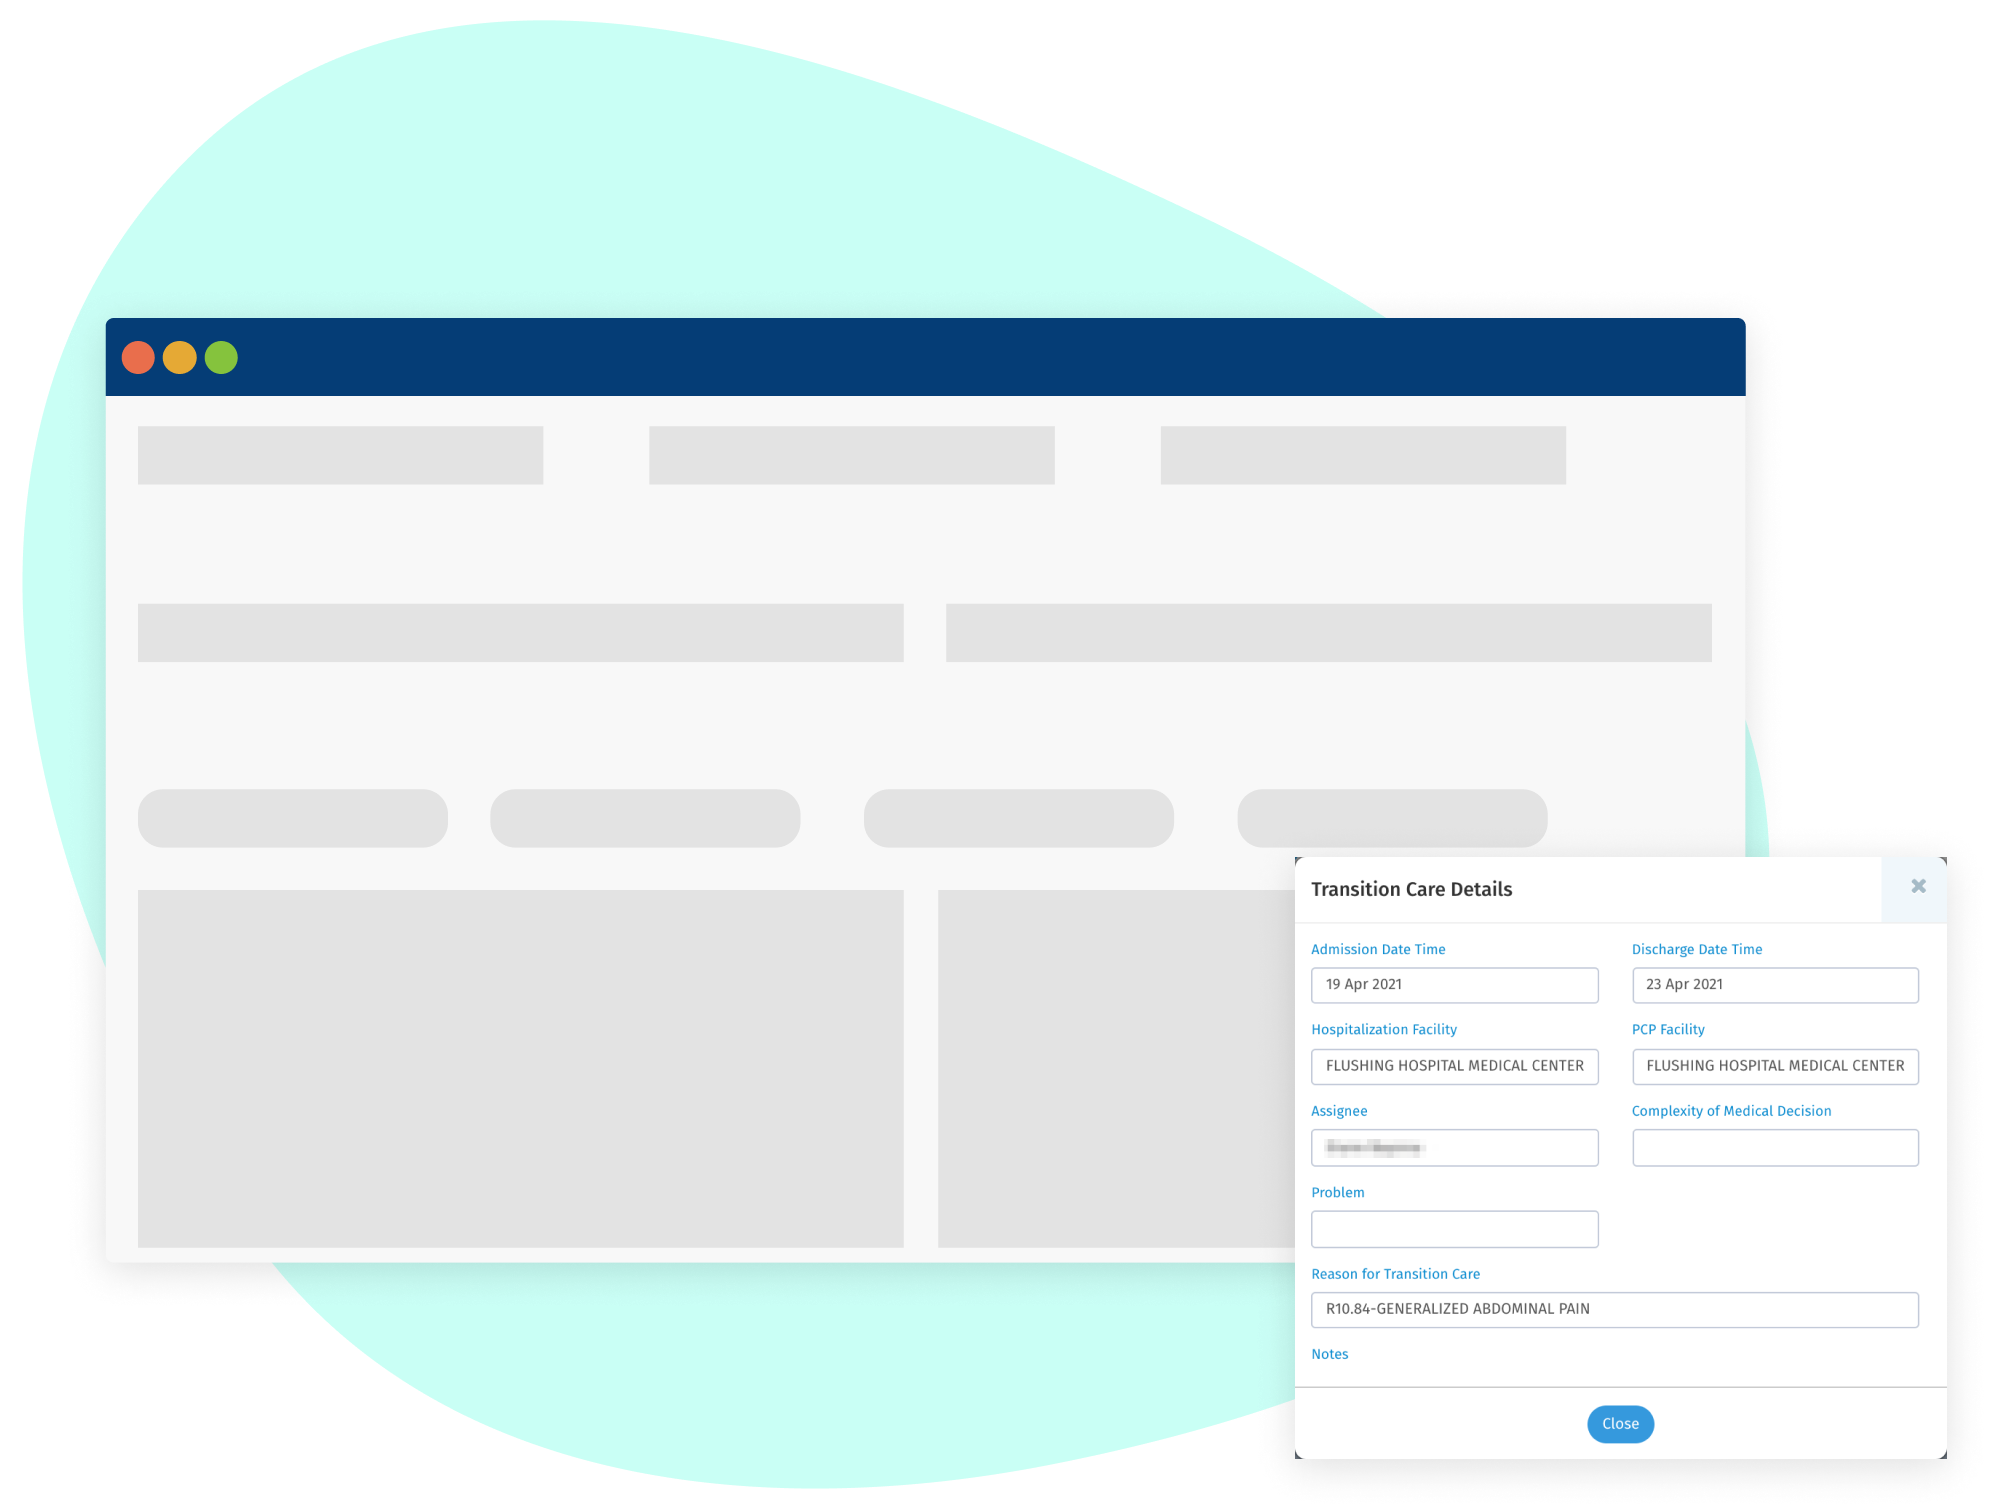 Transition Care Details
Admission Date Time
Discharge Date Time
19 Apr 2021
23 Apr 2021
Hospitalization Facility
PCP Facility
FLUSHING HOSPITAL MEDICAL CENTER
FLUSHING HOSPITAL MEDICAL CENTER
Assignee
Complexity of Medical Decision
Problem
Reason for Transition Care
R10.84-GENERALIZED ABDOMINAL PAIN
Notes
Close